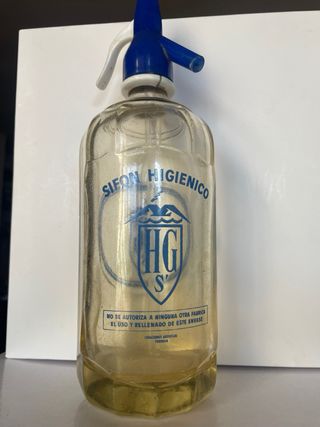 SIFON HIGIENICO
HG
S'
NO SE AUTORIZA A NINGUNA OTRA FABRICA
EL USO Y RELLENADO DE ESTE ENVASE